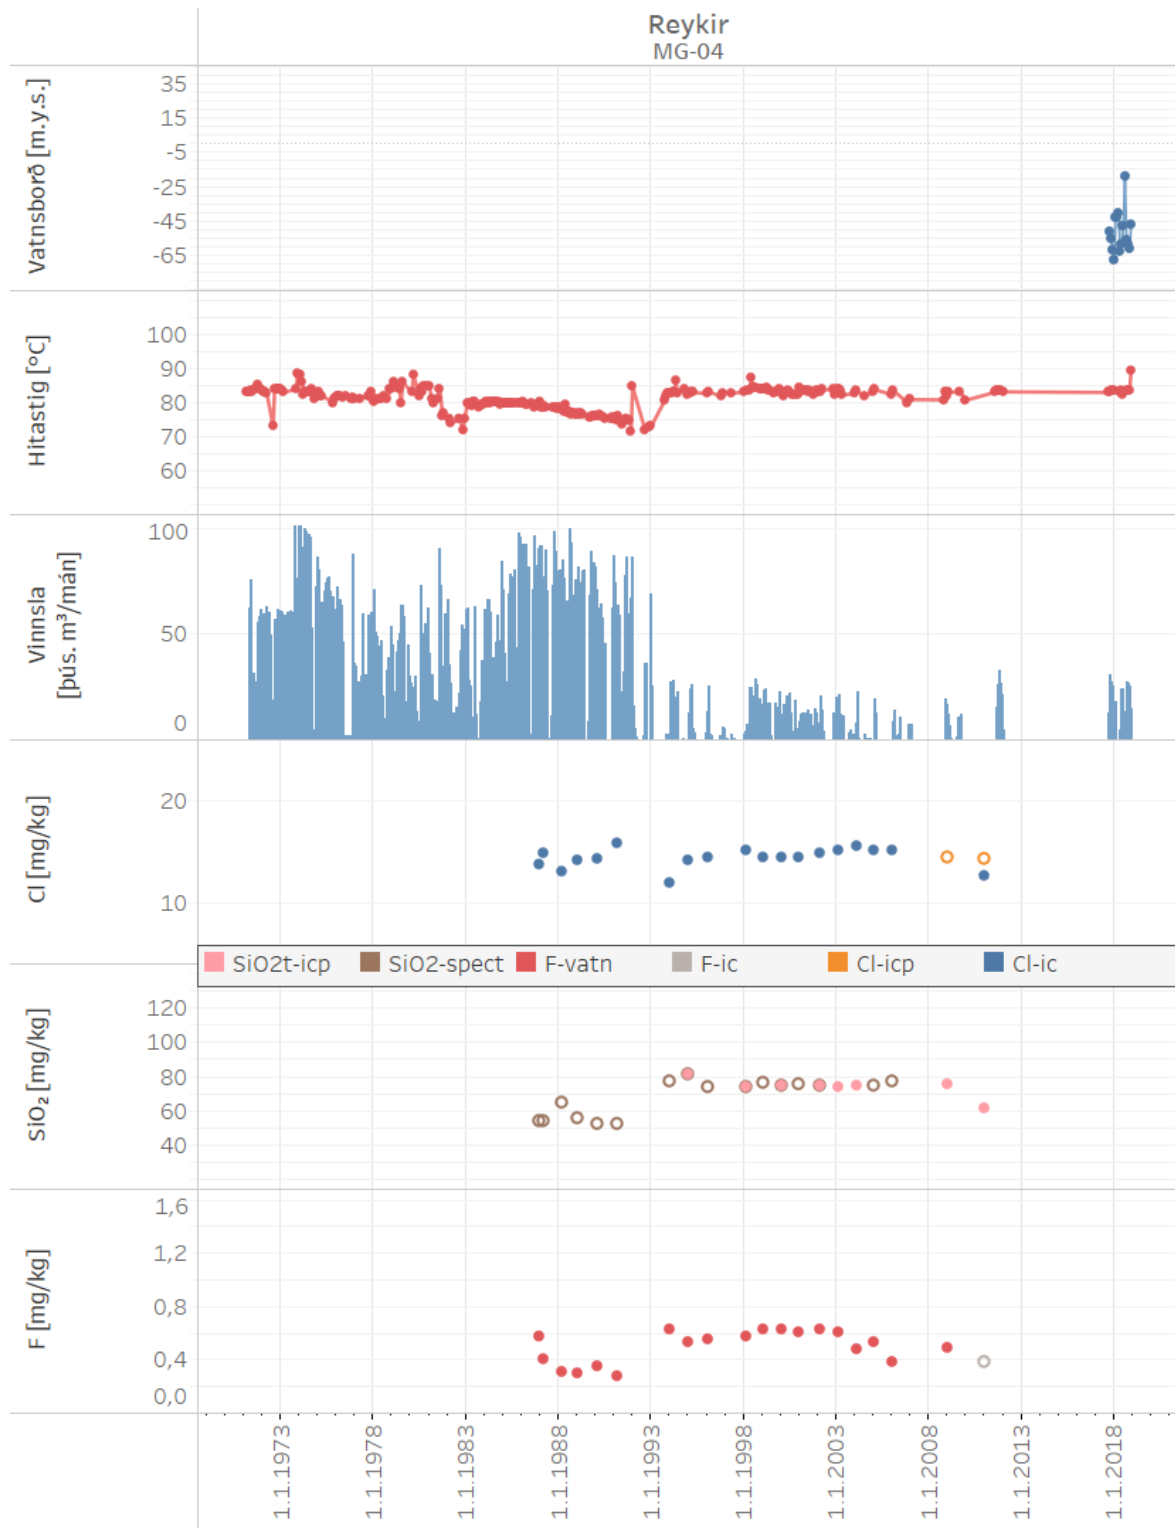 Reykir
MG-04
Vatnsborð [m.y.s.]
35
15
-5
-25
-45
-65
Hitastig [°C]
100
90
80
70
60
Vinnsla
[þús. m³/mán]
100
50
0
Cl [mg/kg]
20
10
SiO2t-icp SiO2-spect F-vatn F-ic Cl-icp Cl-ic
SiO₂ [mg/kg]
120
100
80
60
40
F [mg/kg]
1,6
1,2
0,8
0,4
0,0
1.1.1973 1.1.1978 1.1.1983 1.1.1988 1.1.1993 1.1.1998 1.1.2003 1.1.2008 1.1.2013 1.1.2018